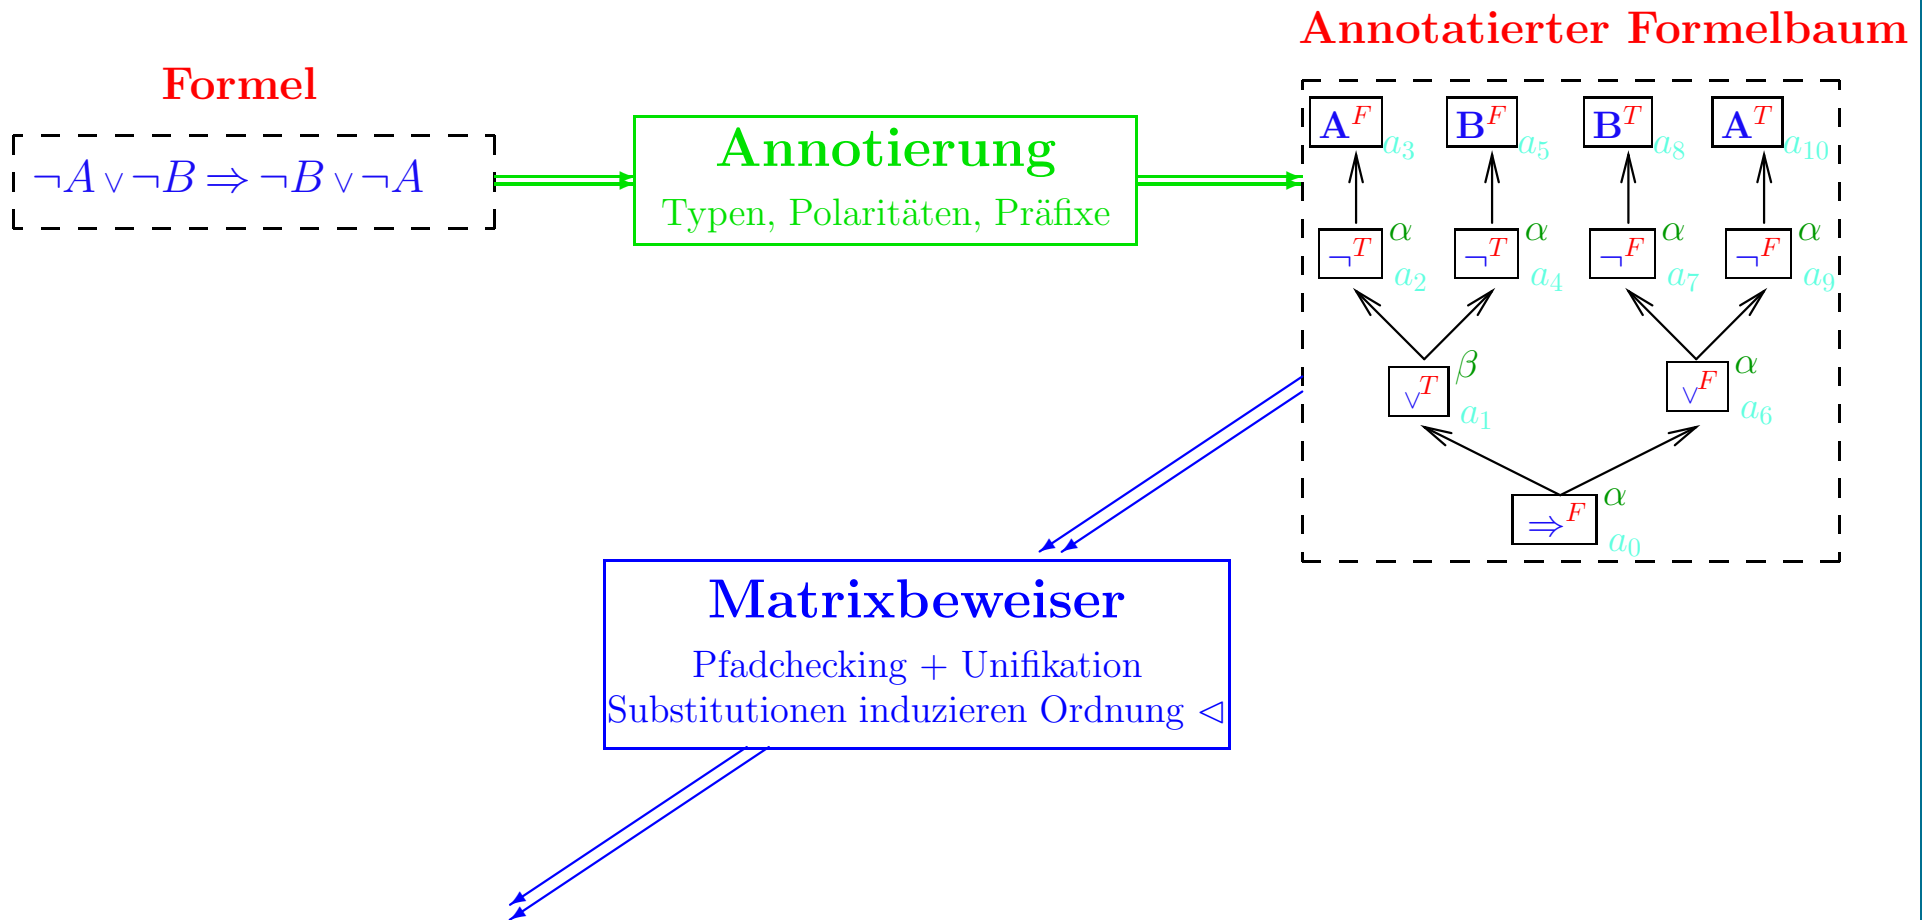 Annotatierter Formelbaum
Formel
¬A ∨ ¬B ⇒ ¬B ∨ ¬A
Annotierung
Typen, Polaritäten, Präfixe
A^F a_3 B^F a_5 B^T a_8 A^T a_10
¬^T α a_2 ¬^T α a_4 ¬^F α a_7 ¬^F α a_9
∨^T β a_1 ∨^F α a_6
⇒^F α a_0
Matrixbeweiser
Pfadchecking + Unifikation
Substitutionen induzieren Ordnung ◁